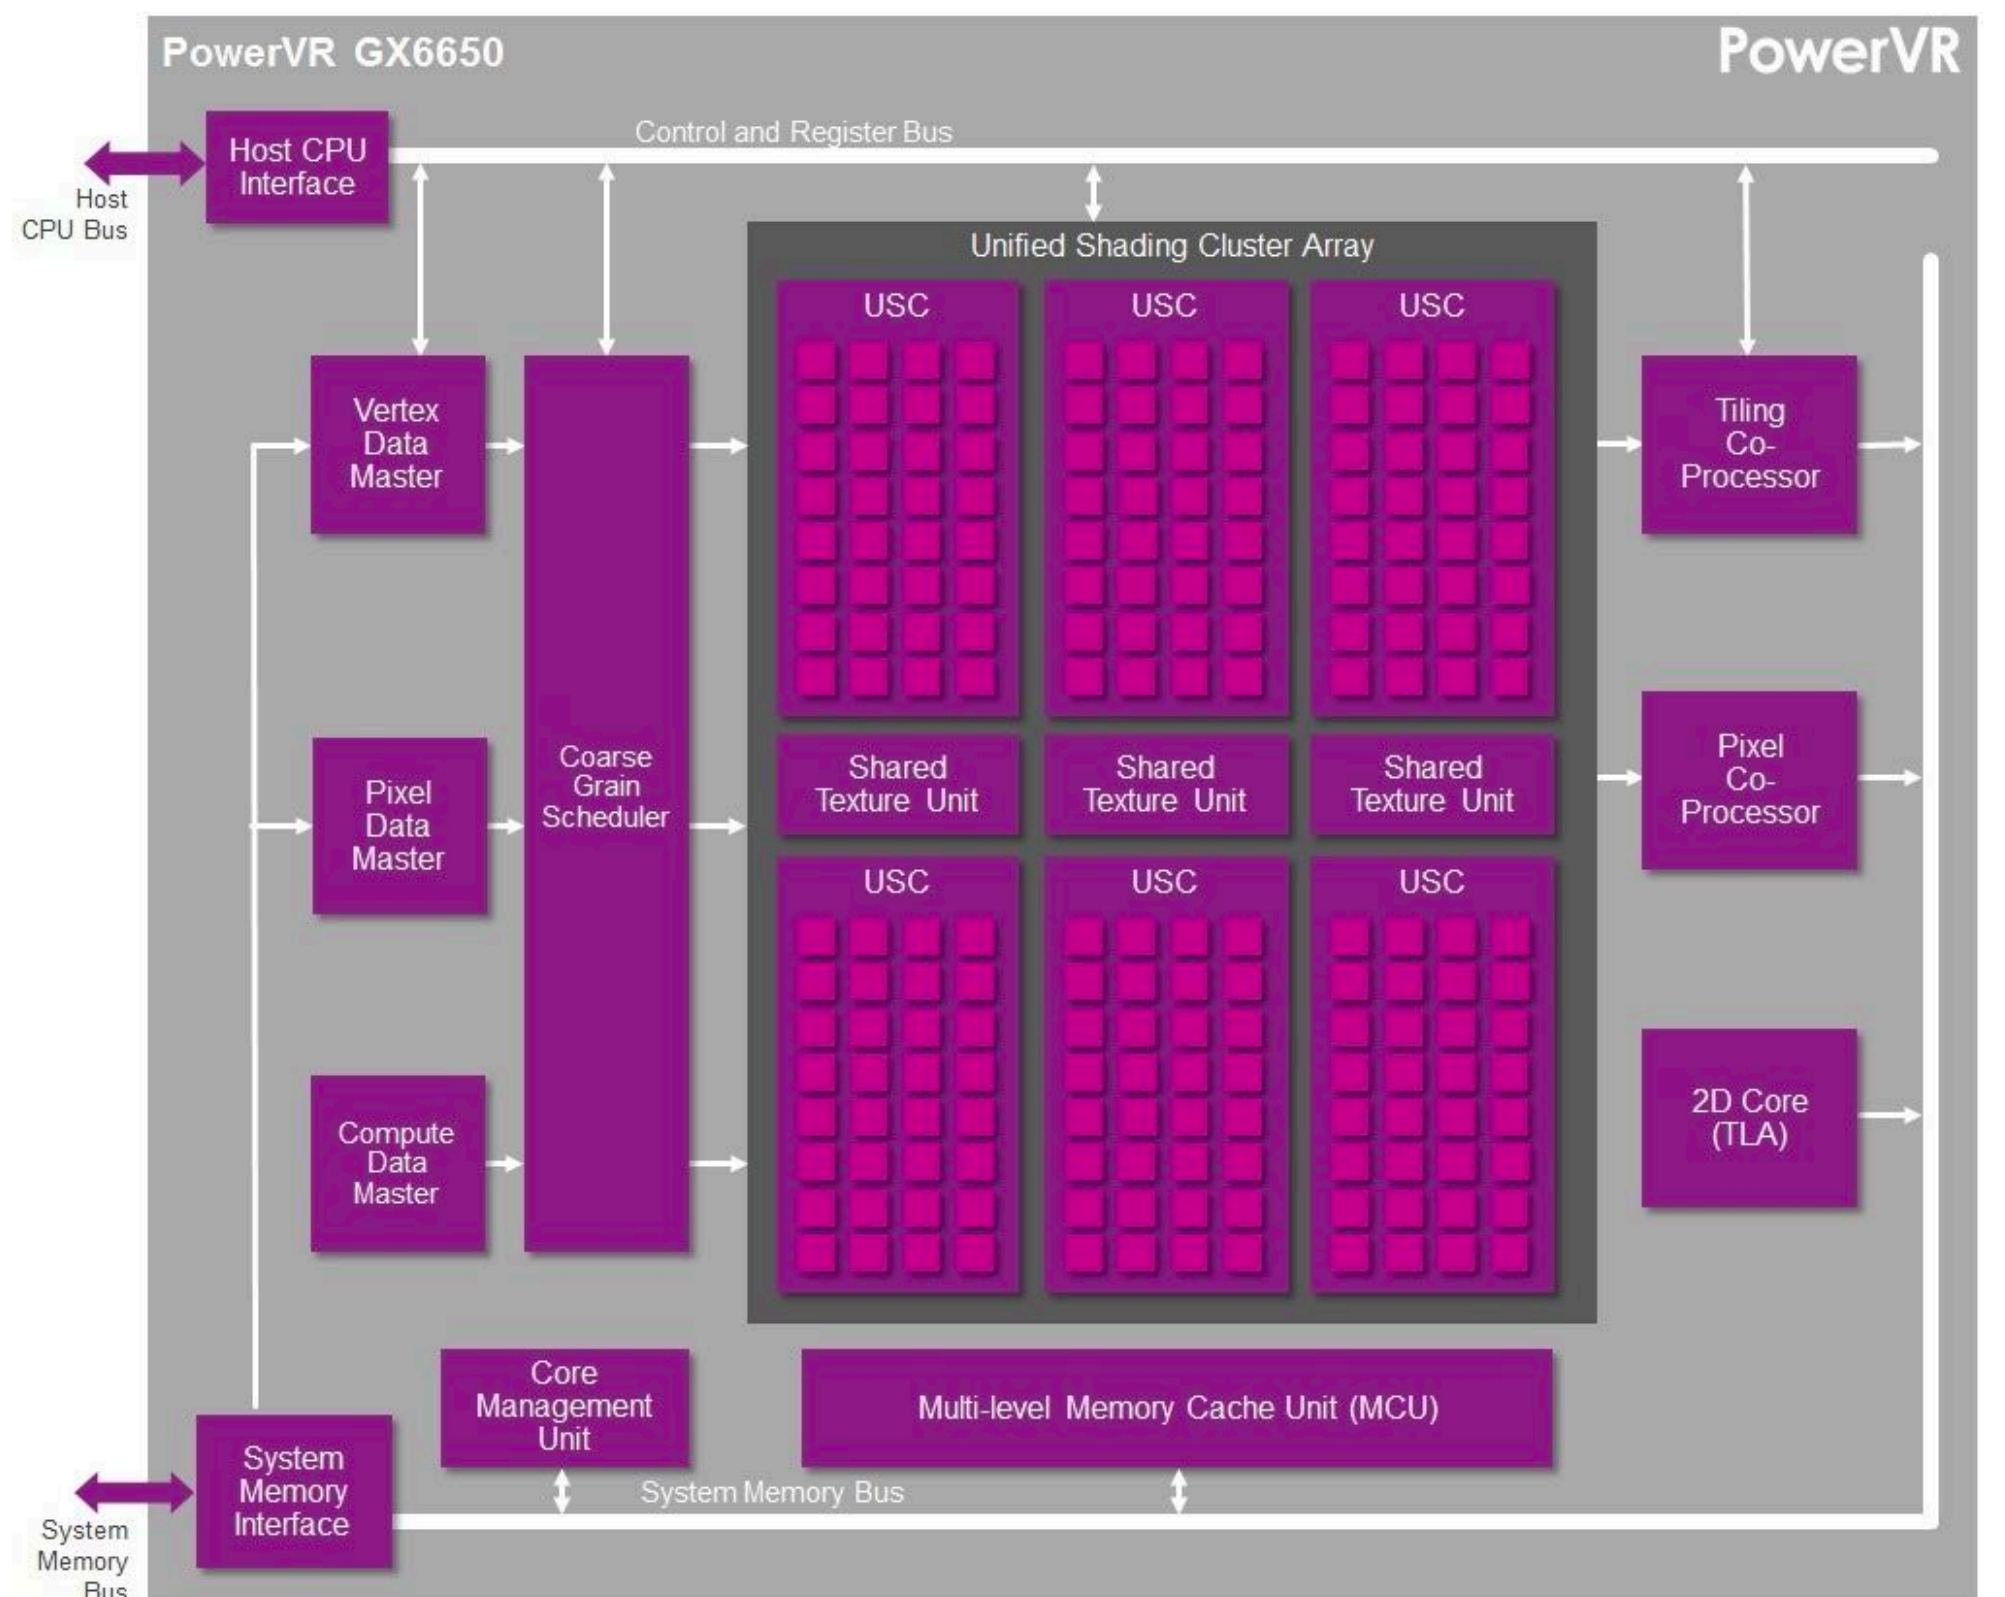 PowerVR GX6650
PowerVR
Control and Register Bus
Host CPU
Interface
Host
CPU Bus
Unified Shading Cluster Array
USC
USC
USC
Vertex
Data
Master
Tiling
Co-
Processor
Coarse
Grain
Scheduler
Shared
Texture Unit
Shared
Texture Unit
Shared
Texture Unit
Pixel
Co-
Processor
Pixel
Data
Master
USC
USC
USC
Compute
Data
Master
2D Core
(TLA)
Core
Management
Unit
Multi-level Memory Cache Unit (MCU)
System
Memory
Interface
System Memory Bus
System
Memory
Bus